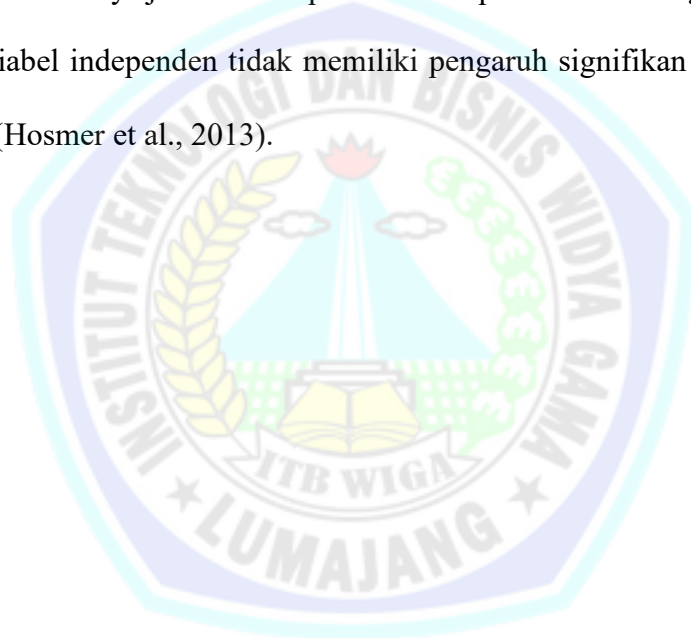 iabel independen tidak memiliki pengaruh signifikan
(Hosmer et al., 2013).
INSTITUT TEKNOLOGI DAN BISNIS WIDYA GAMA
ITB WIGA
LUMAJANG